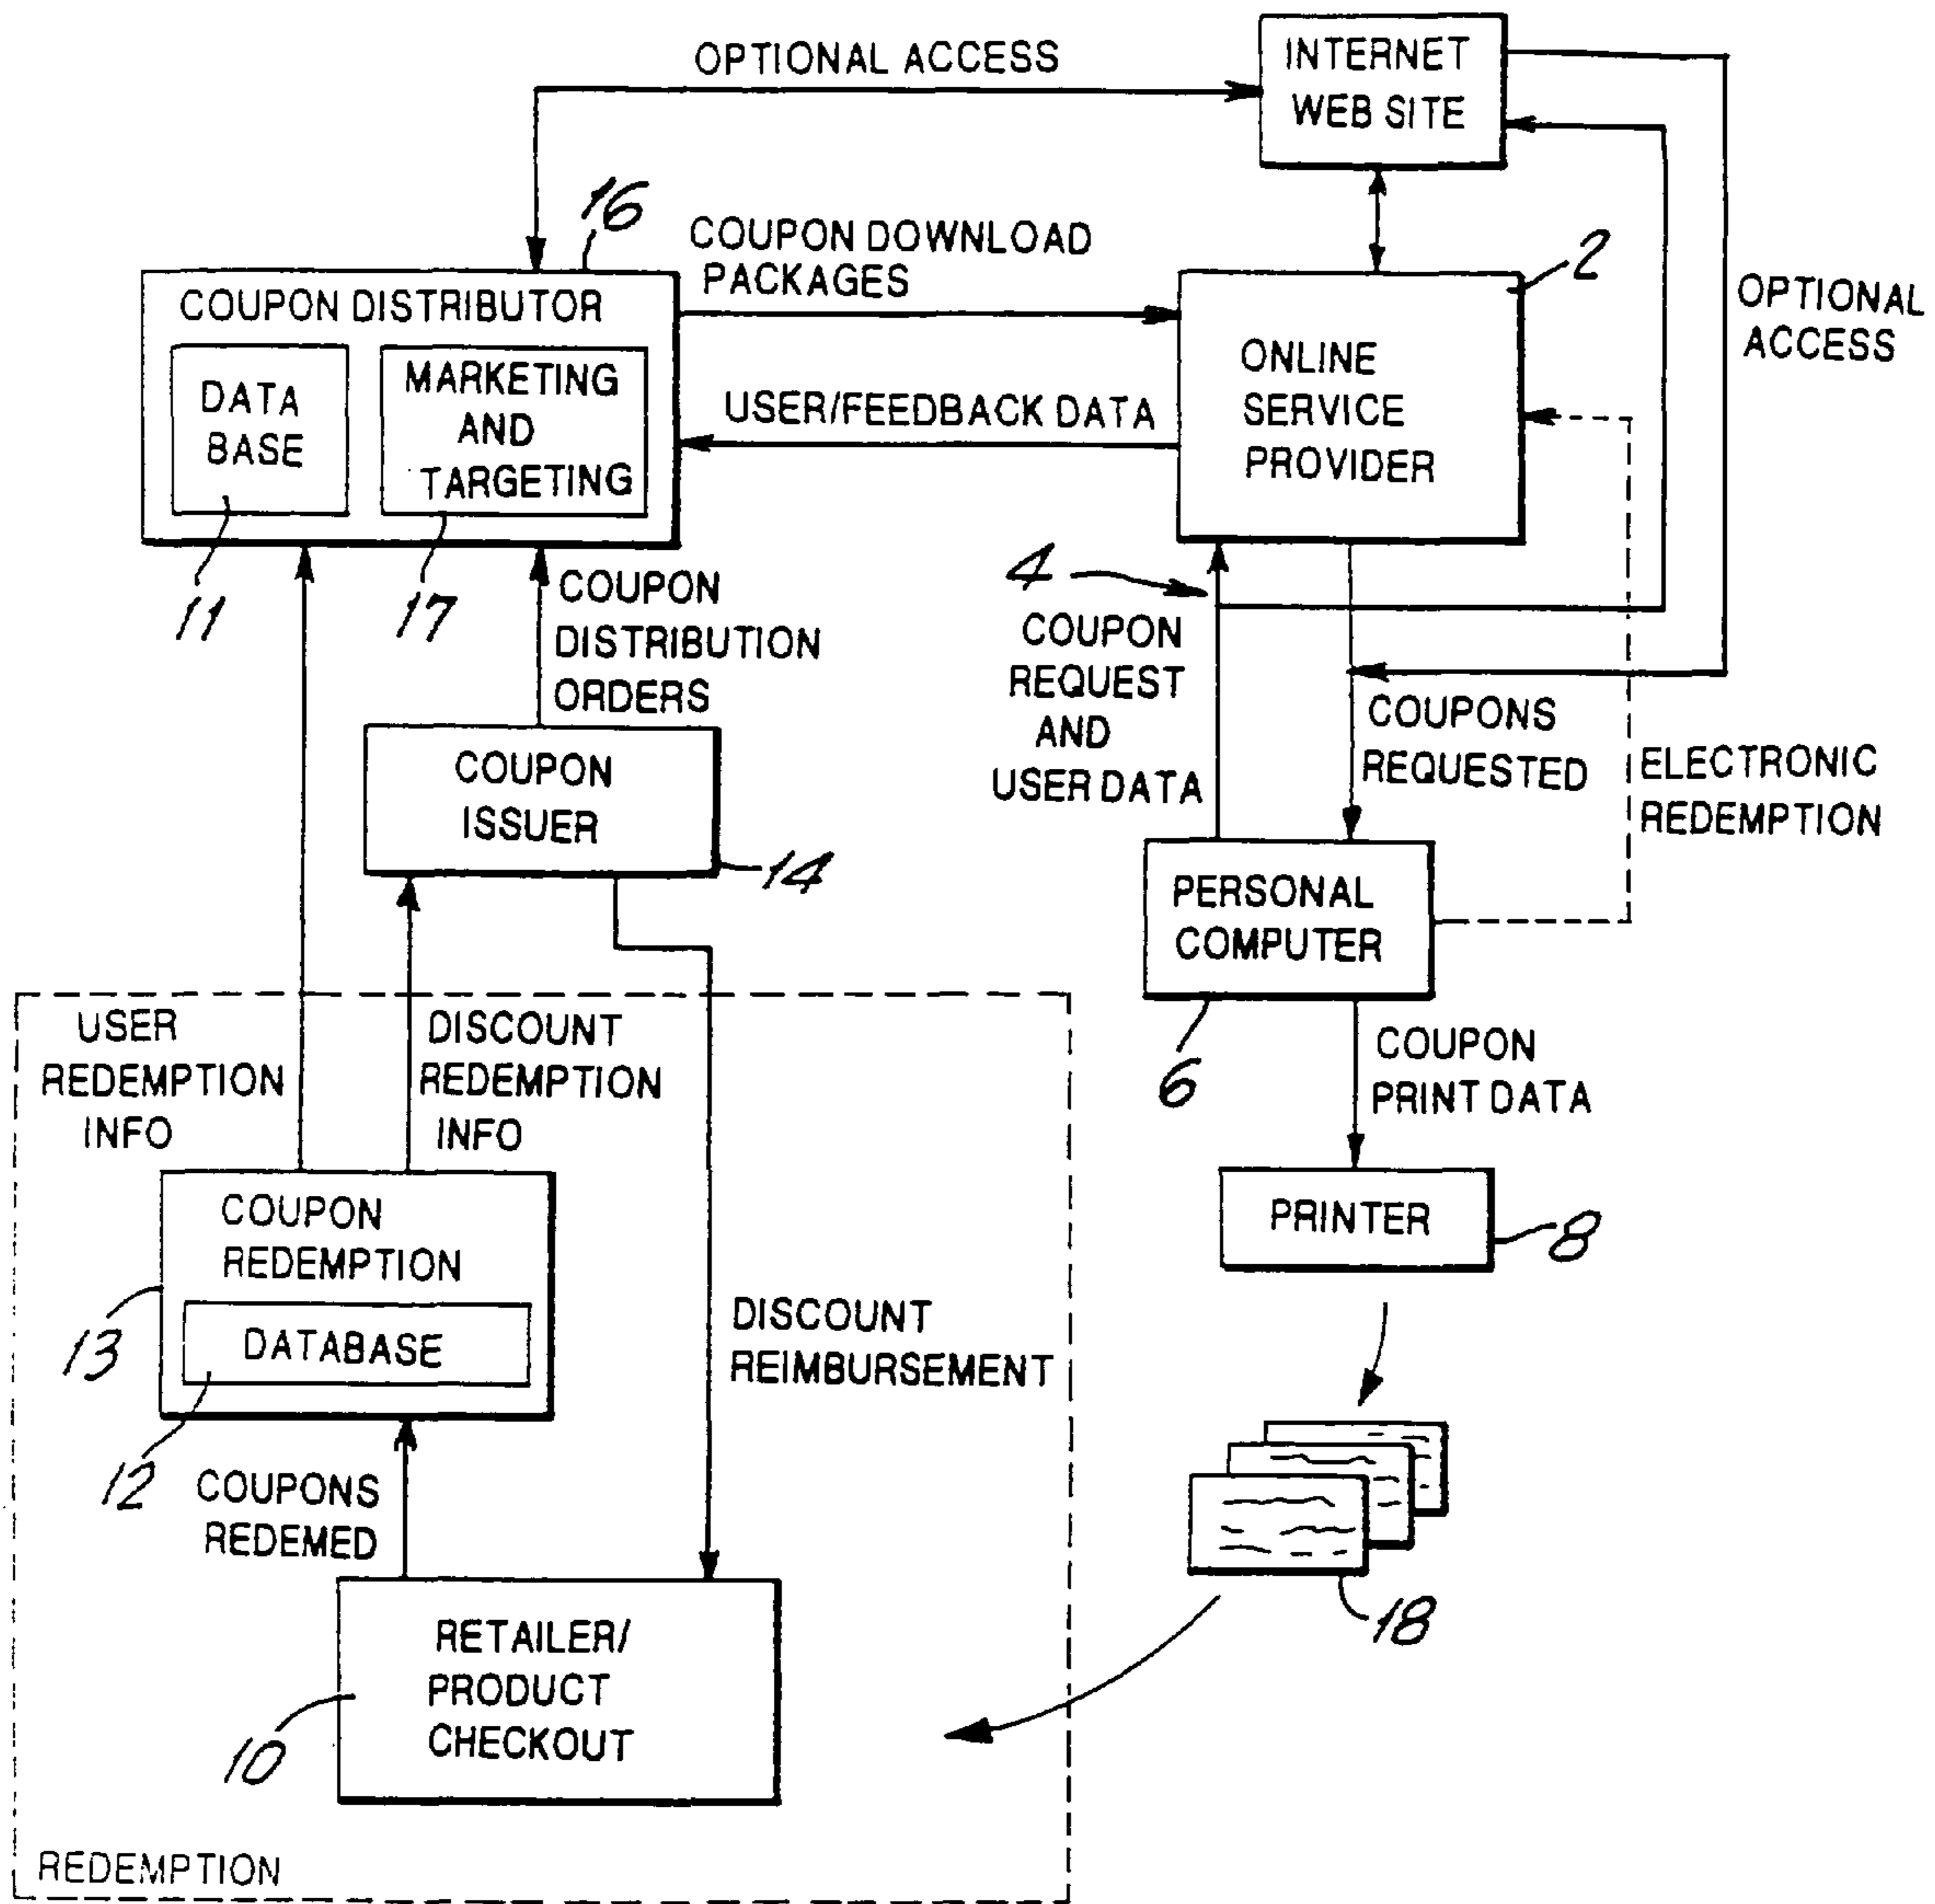 OPTIONAL ACCESS
INTERNET
WEB SITE
16
COUPON DOWNLOAD
PACKAGES
2
OPTIONAL
ACCESS
COUPON DISTRIBUTOR
DATA
BASE
MARKETING
AND
TARGETING
USER/FEEDBACK DATA
ONLINE
SERVICE
PROVIDER
11
17
COUPON
DISTRIBUTION
ORDERS
4
COUPON
REQUEST
AND
USER DATA
COUPONS
REQUESTED
ELECTRONIC
REDEMPTION
COUPON
ISSUER
14
PERSONAL
COMPUTER
6
USER
REDEMPTION
INFO
DISCOUNT
REDEMPTION
INFO
COUPON
PRINT DATA
COUPON
REDEMPTION
DATABASE
13
12
PRINTER
8
DISCOUNT
REIMBURSEMENT
COUPONS
REDEMED
18
RETAILER/
PRODUCT
CHECKOUT
10
REDEMPTION